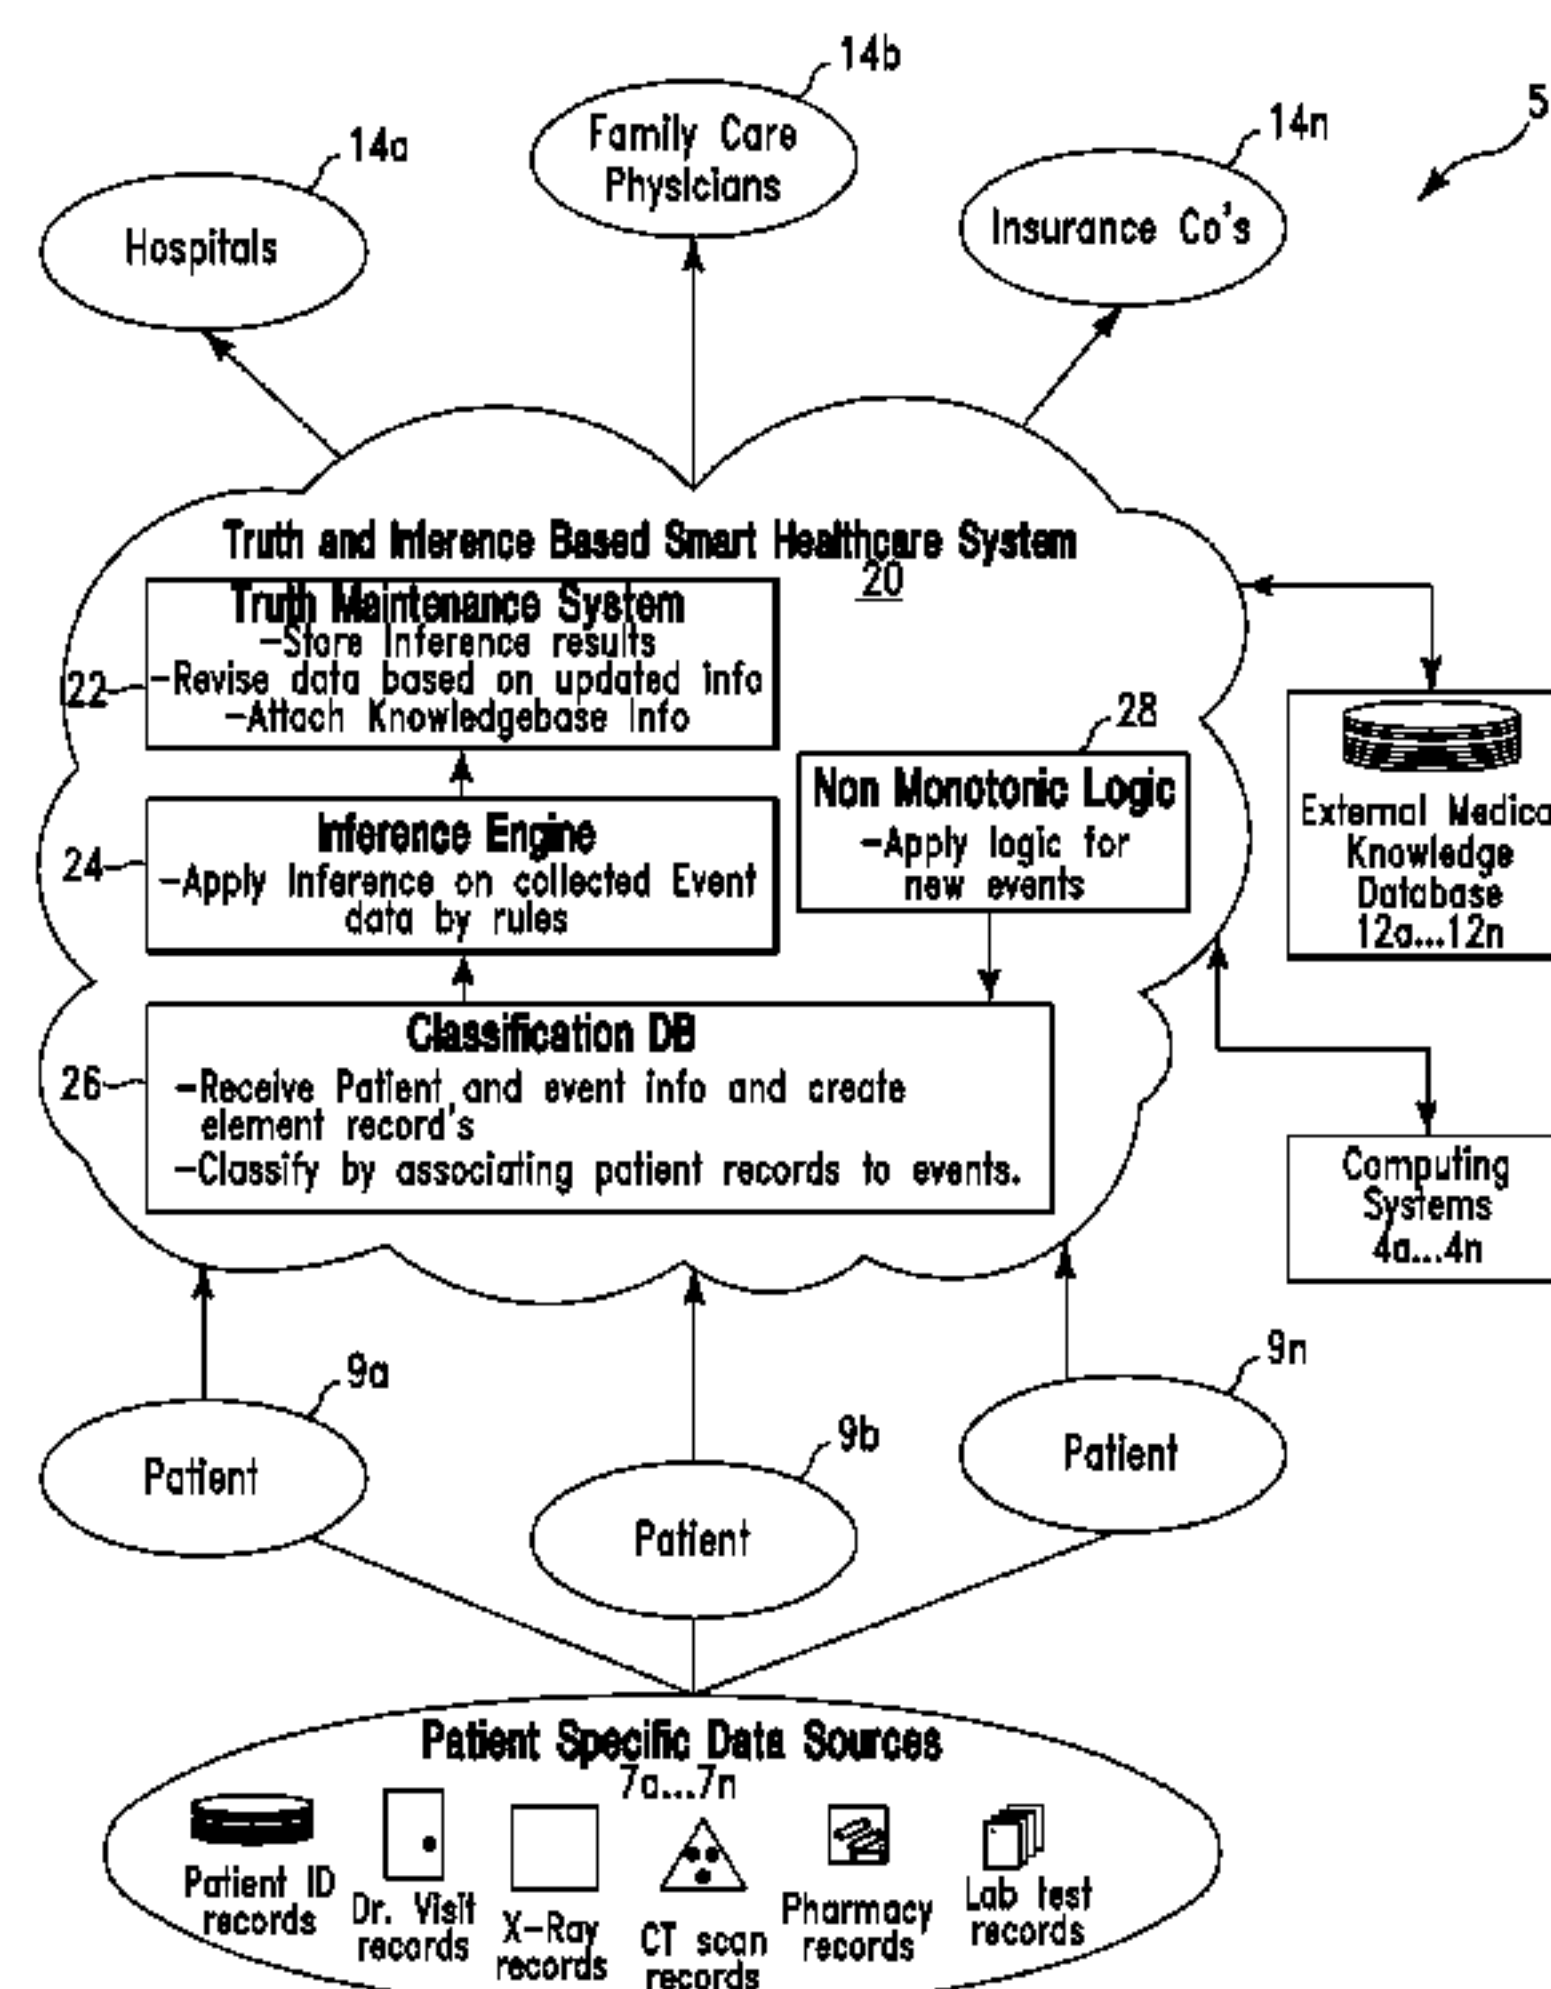 14b
5
14n
14a
Family Care
Physicians
Insurance Co's
Hospitals
Truth and Inference Based Smart Healthcare System
20
Truth Maintenance System
-Store Inference results
-Revise data based on updated info
-Attach Knowledgebase Info
22
28
Non Monotonic Logic
-Apply logic for
new events
Inference Engine
-Apply Inference on collected Event
data by rules
24
External Medica
Knowledge
Database
12a...12n
Classification DB
-Receive Patient and event info and create
element record's
-Classify by associating patient records to events.
26
Computing
Systems
4a...4n
9a
9b
9n
Patient
Patient
Patient
Patient Specific Data Sources
7a...7n
Patient ID
records
Dr. Visit
records
X-Ray
records
CT scan
records
Pharmacy
records
Lab test
records